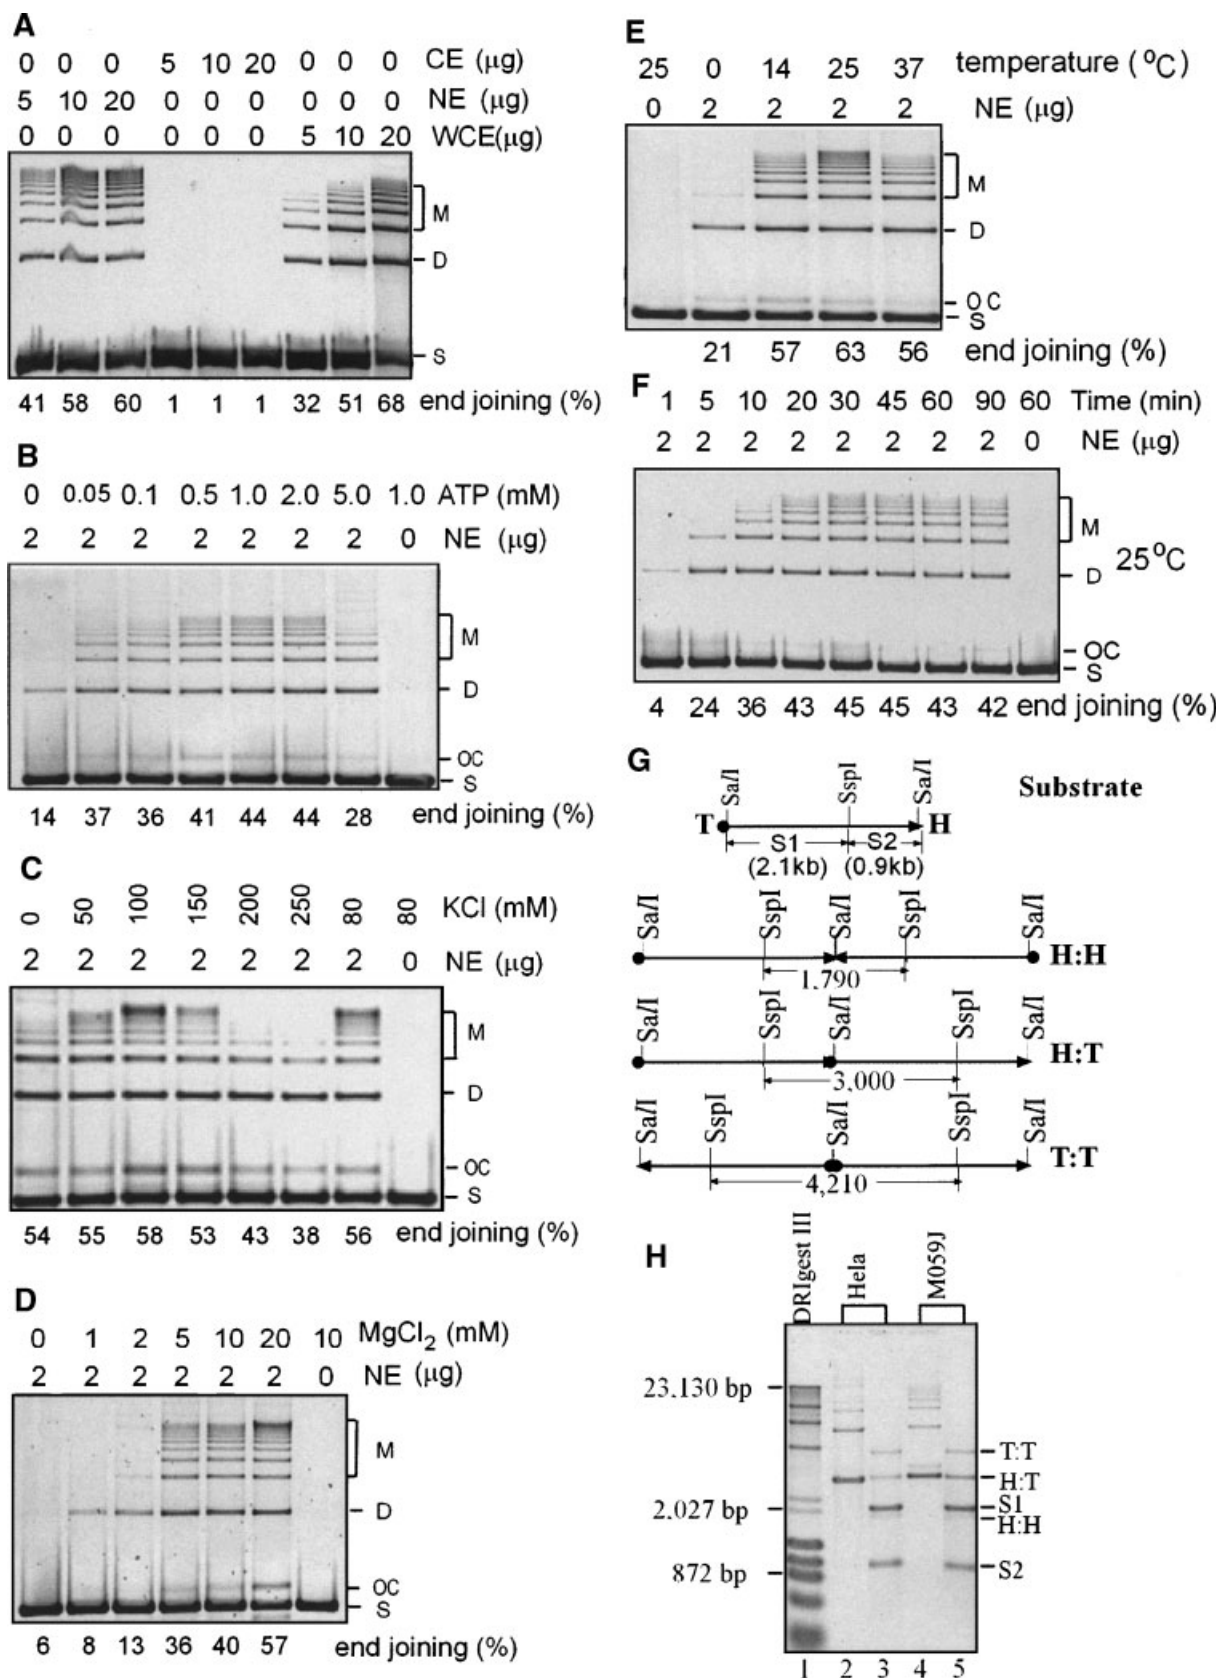 A
0 0 0 5 10 20 0 0 0 CE (μg)
5 10 20 0 0 0 0 0 0 NE (μg)
0 0 0 0 0 0 5 10 20 WCE(μg)
M
D
S
41 58 60 1 1 1 32 51 68 end joining (%)
B
0 0.05 0.1 0.5 1.0 2.0 5.0 1.0 ATP (mM)
2 2 2 2 2 2 2 0 NE (μg)
M
D
OC
S
14 37 36 41 44 44 28 end joining (%)
C
0 50 100 150 200 250 80 80 KCl (mM)
2 2 2 2 2 2 2 0 NE (μg)
M
D
OC
S
54 55 58 53 43 38 56 end joining (%)
D
0 1 2 5 10 20 10 MgCl2 (mM)
2 2 2 2 2 2 0 NE (μg)
M
D
OC
S
6 8 13 36 40 57 end joining (%)
E
25 0 14 25 37 temperature (°C)
0 2 2 2 2 NE (μg)
M
D
OC
S
21 57 63 56 end joining (%)
F
1 5 10 20 30 45 60 90 60 Time (min)
2 2 2 2 2 2 2 2 0 NE (μg)
M
D
25°C
OC
S
4 24 36 43 45 45 43 42 end joining (%)
G
SalI SspI SalI Substrate
T H
S1 S2
(2.1kb) (0.9kb)
SalI SspI SalI SspI SalI
H:H
1,790
SalI SspI SalI SspI SalI
H:T
3,000
SalI SspI SalI SspI SalI
T:T
4,210
H
DRIgest III Hela M059J
23,130 bp
2,027 bp
872 bp
T:T
H:T
S1
H:H
S2
1 2 3 4 5